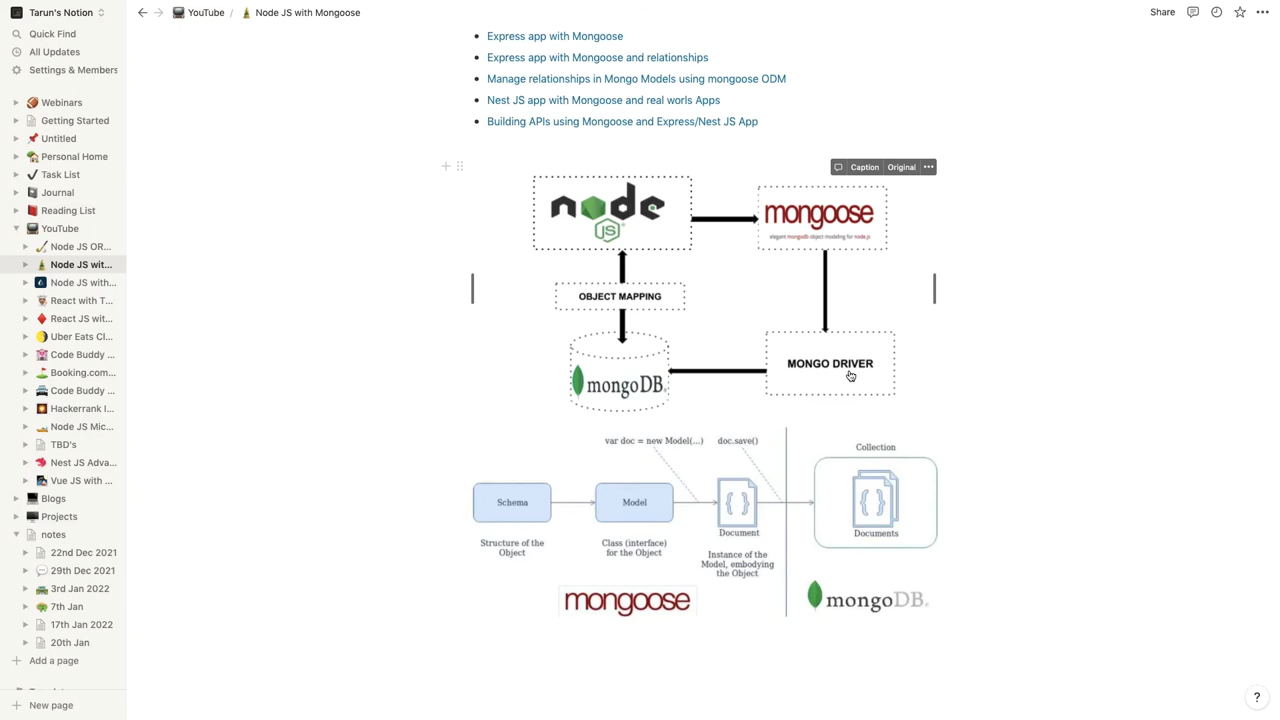 Tarun's Notion
YouTube / Node JS with Mongoose
Share
Quick Find
All Updates
Settings & Members
Webinars
Getting Started
Untitled
Personal Home
Task List
Journal
Reading List
YouTube
Node JS OR...
Node JS wit...
Node JS with...
React with T...
React JS wit...
Uber Eats Cl...
Code Buddy ...
Booking.com...
Code Buddy ...
Hackerrank I...
Node JS Mic...
TBD's
Nest JS Adva...
Vue JS with ...
Blogs
Projects
notes
22nd Dec 2021
29th Dec 2021
3rd Jan 2022
7th Jan
17th Jan 2022
20th Jan
Add a page
New page
Express app with Mongoose
Express app with Mongoose and relationships
Manage relationships in Mongo Models using mongoose ODM
Nest JS app with Mongoose and real worls Apps
Building APIs using Mongoose and Express/Nest JS App
Caption Original
node
JS
mongoose
elegant mongodb object modeling for node.js
OBJECT MAPPING
mongoDB
MONGO DRIVER
var doc = new Model(...) doc.save()
Collection
Schema
Model
{ }
{ }
Document
Documents
Structure of the
Object
Class (interface)
for the Object
Instance of the
Model, embodying
the Object
mongoose
mongoDB
?